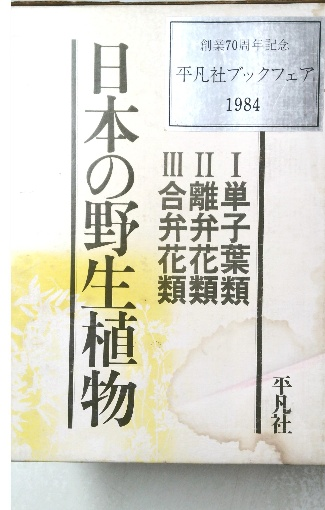 創業70周年記念
平凡社ブックフェア
1984
日本の野生植物
I 単子葉類
II 離弁花類
III 合弁花類
平凡社